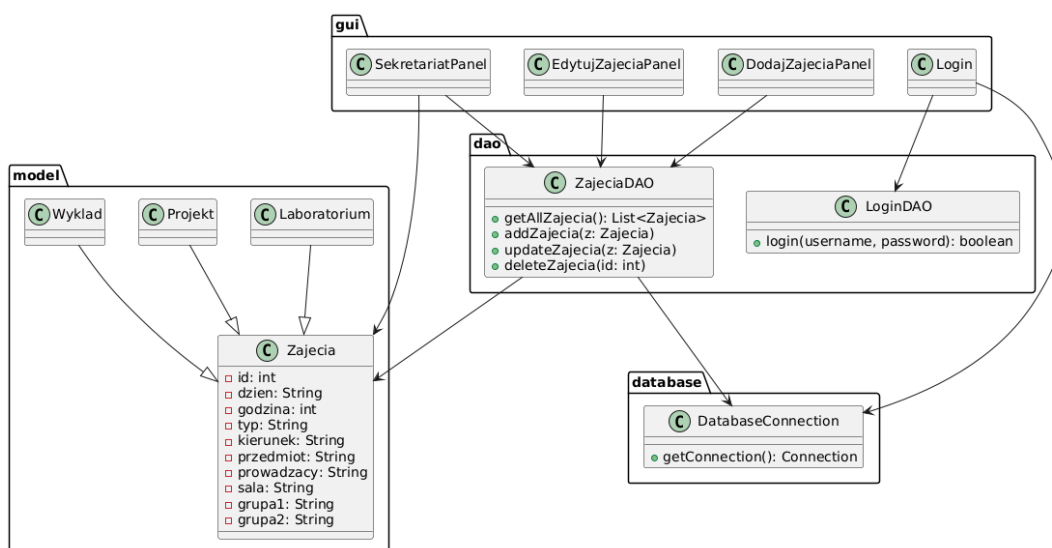 gui
C SekretariatPanel
C EdytujZajeciaPanel
C DodajZajeciaPanel
C Login
dao
C ZajeciaDAO
getAllZajecia(): List<Zajecia>
addZajecia(z: Zajecia)
updateZajecia(z: Zajecia)
deleteZajecia(id: int)
C LoginDAO
login(username, password): boolean
model
C Wyklad
C Projekt
C Laboratorium
C Zajecia
id: int
dzien: String
godzina: int
typ: String
kierunek: String
przedmiot: String
prowadzacy: String
sala: String
grupa1: String
grupa2: String
database
C DatabaseConnection
getConnection(): Connection